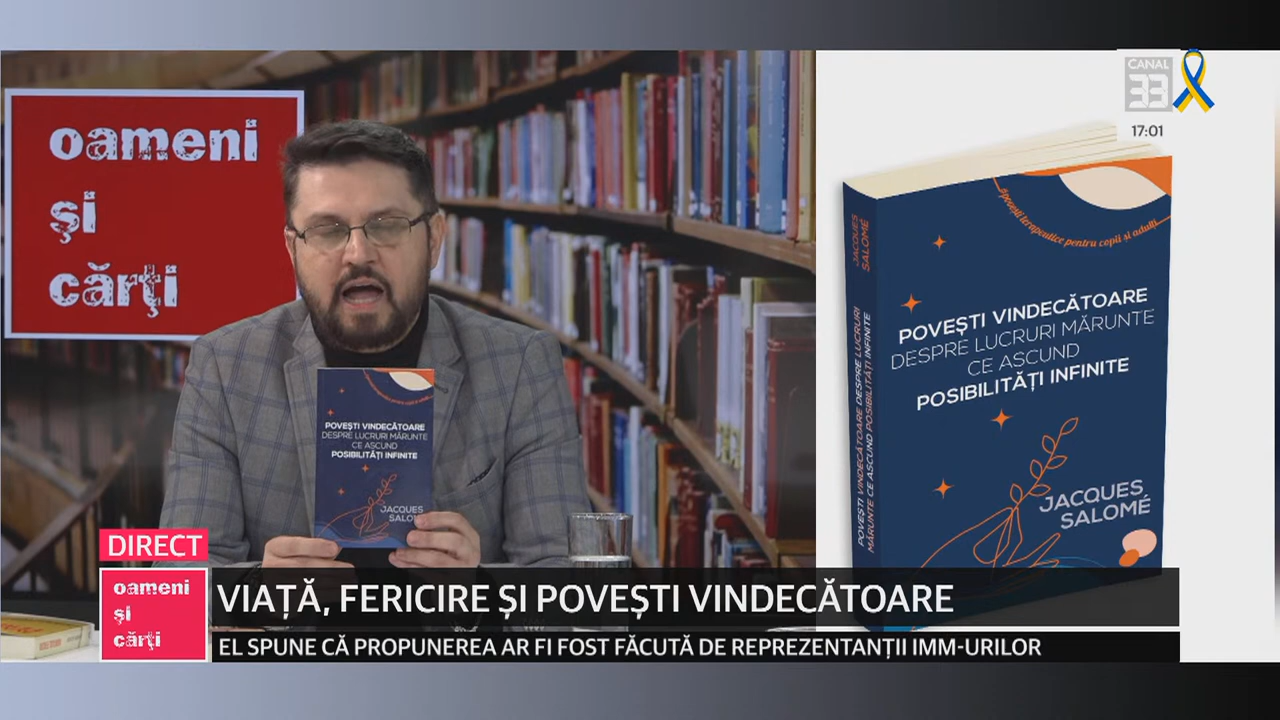 oameni
și
cărți
CANAL
33
17:01
9 povești terapeutice pentru copii și adulți
JACQUES
SALOMÉ
POVEȘTI VINDECĂTOARE DESPRE LUCRURI
MĂRUNTE CE ASCUND POSIBILITĂȚI INFINITE
POVEȘTI VINDECĂTOARE
DESPRE LUCRURI MĂRUNTE
CE ASCUND
POSIBILITĂȚI INFINITE
JACQUES
SALOMÉ
POVEȘTI VINDECĂTOARE
DESPRE LUCRURI MĂRUNTE
CE ASCUND
POSIBILITĂȚI INFINITE
JACQUES
SALOM
DIRECT
oameni
și
cărți
VIAȚĂ, FERICIRE ȘI POVEȘTI VINDECĂTOARE
EL SPUNE CĂ PROPUNEREA AR FI FOST FĂCUTĂ DE REPREZENTANȚII IMM-URILOR